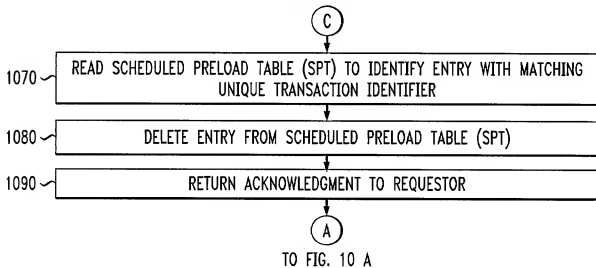 C
1070 READ SCHEDULED PRELOAD TABLE (SPT) TO IDENTIFY ENTRY WITH MATCHING
UNIQUE TRANSACTION IDENTIFIER
1080 DELETE ENTRY FROM SCHEDULED PRELOAD TABLE (SPT)
1090 RETURN ACKNOWLEDGMENT TO REQUESTOR
A
TO FIG. 10 A